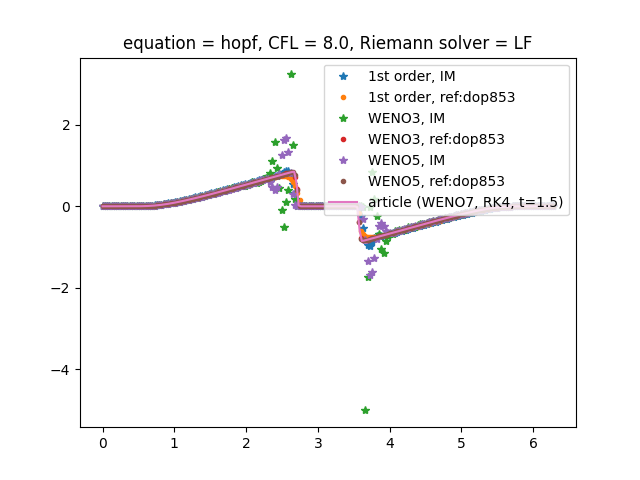 equation = hopf, CFL = 8.0, Riemann solver = LF
1st order, IM
1st order, ref:dop853
WENO3, IM
WENO3, ref:dop853
WENO5, IM
WENO5, ref:dop853
article (WENO7, RK4, t=1.5)
2
0
−2
−4
0 1 2 3 4 5 6